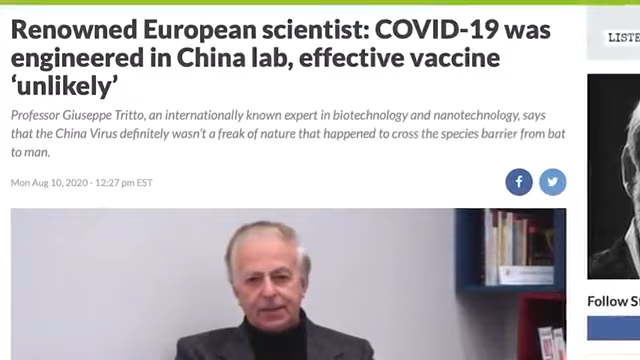 Renowned European scientist: COVID-19 was
engineered in China lab, effective vaccine
‘unlikely’
Professor Giuseppe Tritto, an internationally known expert in biotechnology and nanotechnology, says
that the China Virus definitely wasn’t a freak of nature that happened to cross the species barrier from bat
to man.
Mon Aug 10, 2020 - 12:27 pm EST
Follow